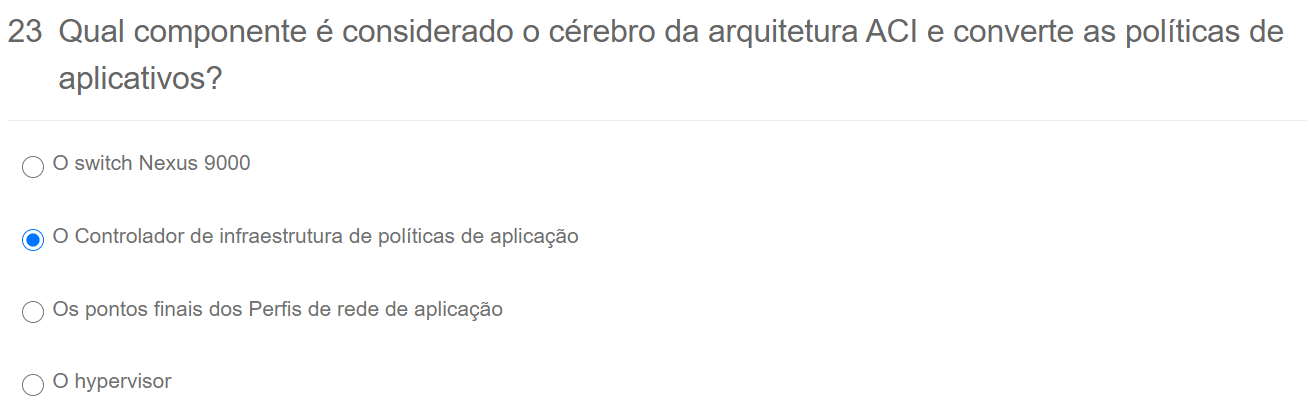 23 Qual componente é considerado o cérebro da arquitetura ACI e converte as políticas de
aplicativos?
O switch Nexus 9000
O Controlador de infraestrutura de políticas de aplicação
Os pontos finais dos Perfis de rede de aplicação
O hypervisor